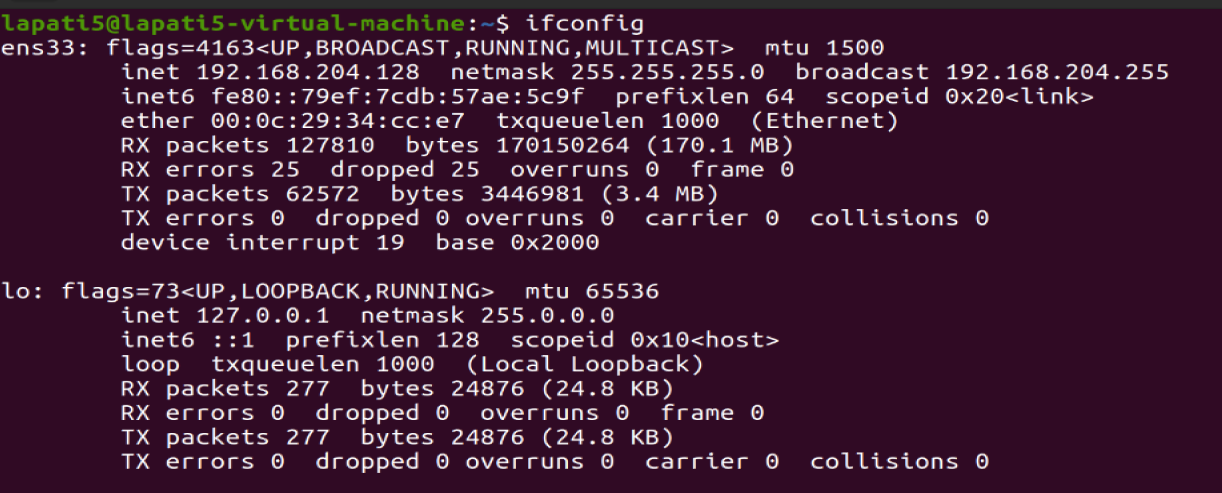 lapati5@lapati5-virtual-machine:~$ ifconfig
ens33: flags=4163<UP,BROADCAST,RUNNING,MULTICAST>  mtu 1500
        inet 192.168.204.128  netmask 255.255.255.0  broadcast 192.168.204.255
        inet6 fe80::79ef:7cdb:57ae:5c9f  prefixlen 64  scopeid 0x20<link>
        ether 00:0c:29:34:cc:e7  txqueuelen 1000  (Ethernet)
        RX packets 127810  bytes 170150264 (170.1 MB)
        RX errors 25  dropped 25  overruns 0  frame 0
        TX packets 62572  bytes 3446981 (3.4 MB)
        TX errors 0  dropped 0 overruns 0  carrier 0  collisions 0
        device interrupt 19  base 0x2000

lo: flags=73<UP,LOOPBACK,RUNNING>  mtu 65536
        inet 127.0.0.1  netmask 255.0.0.0
        inet6 ::1  prefixlen 128  scopeid 0x10<host>
        loop  txqueuelen 1000  (Local Loopback)
        RX packets 277  bytes 24876 (24.8 KB)
        RX errors 0  dropped 0  overruns 0  frame 0
        TX packets 277  bytes 24876 (24.8 KB)
        TX errors 0  dropped 0 overruns 0  carrier 0  collisions 0